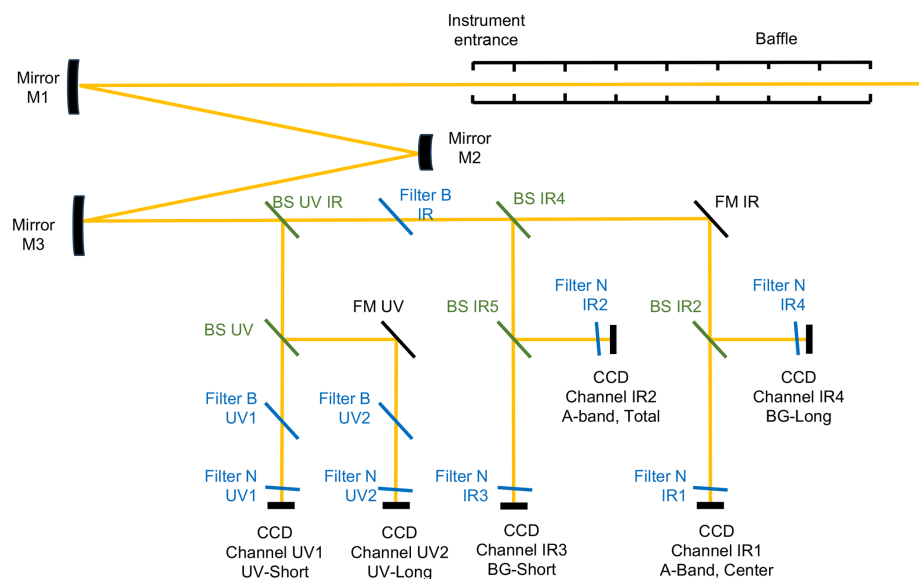 Instrument
entrance
Baffle
Mirror
M1
Mirror
M2
Mirror
M3
BS UV IR
Filter B
IR
BS IR4
FM IR
BS UV
FM UV
BS IR5
Filter N
IR2
BS IR2
Filter N
IR4
CCD
Channel IR2
A-band, Total
CCD
Channel IR4
BG-Long
Filter B
UV1
Filter B
UV2
Filter N
UV1
Filter N
UV2
Filter N
IR3
Filter N
IR1
CCD
Channel UV1
UV-Short
CCD
Channel UV2
UV-Long
CCD
Channel IR3
BG-Short
CCD
Channel IR1
A-Band, Center